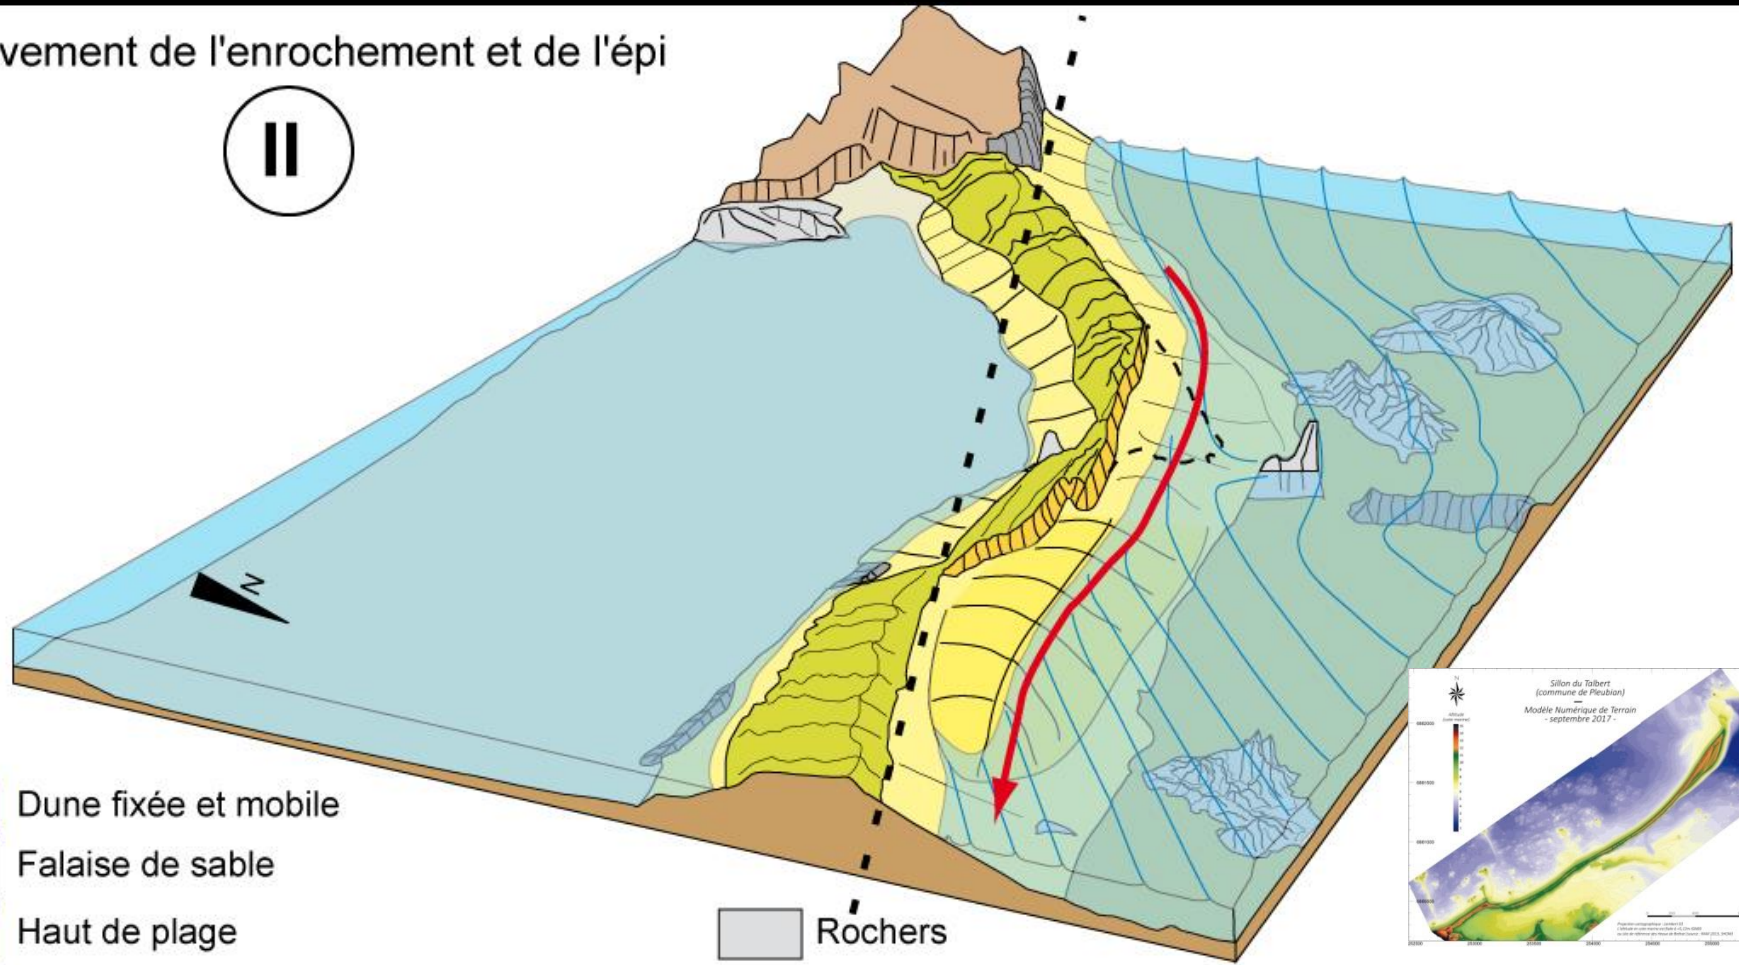 vement de l'enrochement et de l'épi
II
N
Dune fixée et mobile
Falaise de sable
Haut de plage
Rochers
N
Sillon du Talbert
(commune de Pleubian)
Modèle Numérique de Terrain
- septembre 2017 -